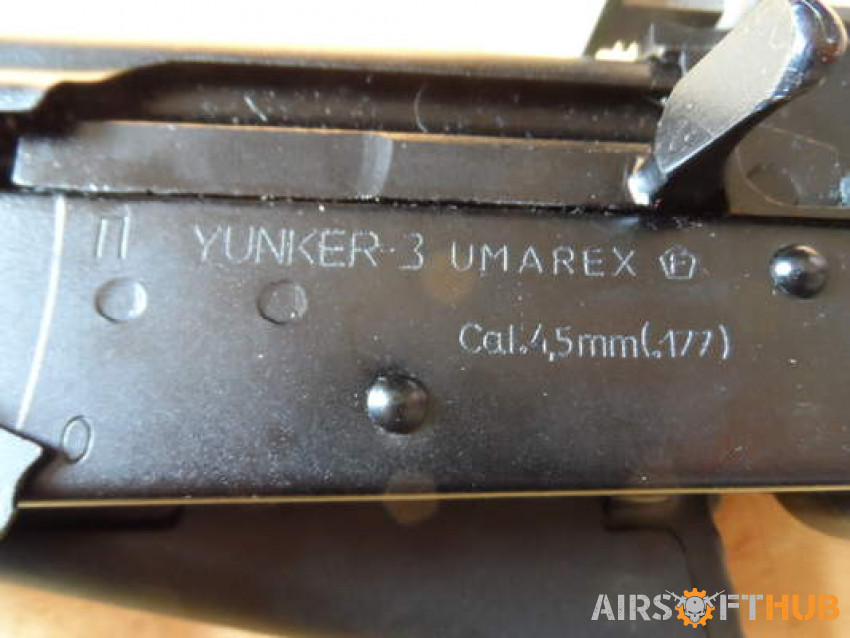 П YUNKER-3 UMAREX F
Cal.4,5mm(.177)
O
AIRSOFTHUB